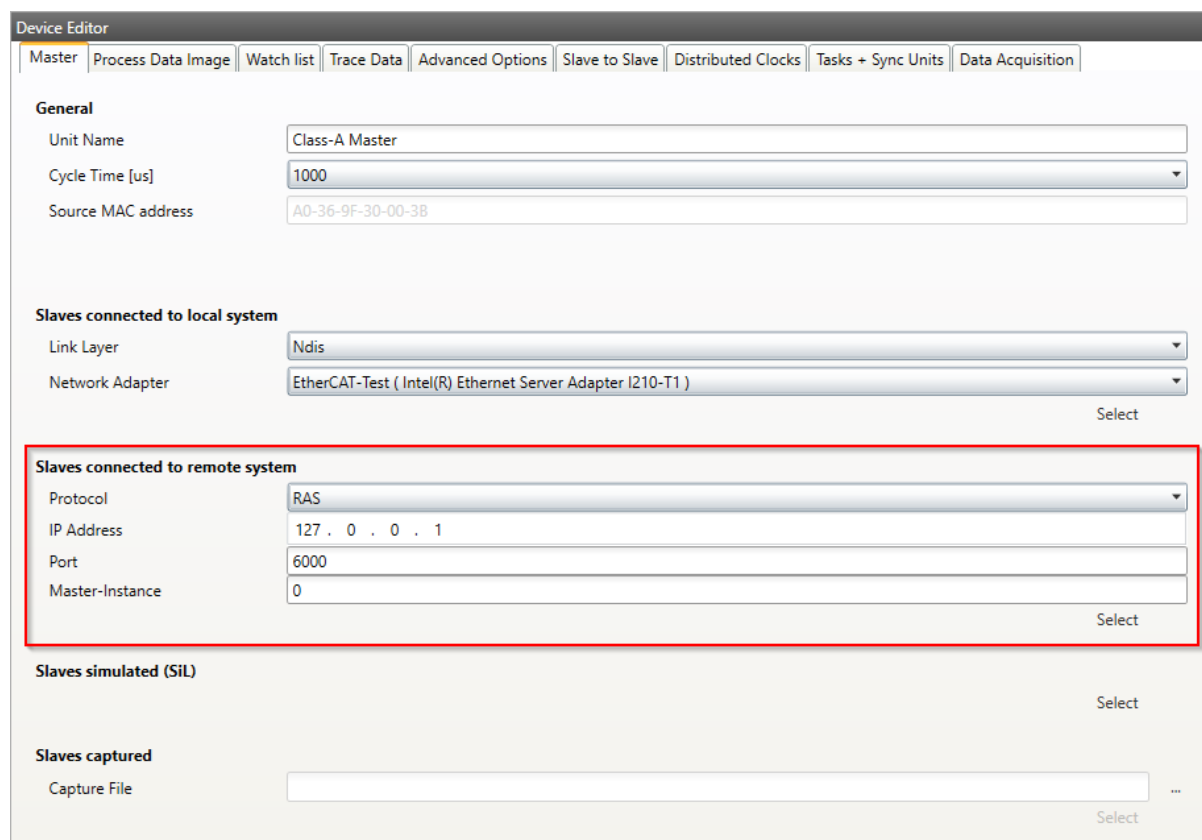 Device Editor
Master Process Data Image Watch list Trace Data Advanced Options Slave to Slave Distributed Clocks Tasks + Sync Units Data Acquisition
General
Unit Name Class-A Master
Cycle Time [us] 1000
Source MAC address A0-36-9F-30-00-3B
Slaves connected to local system
Link Layer Ndis
Network Adapter EtherCAT-Test ( Intel(R) Ethernet Server Adapter I210-T1 )
Select
Slaves connected to remote system
Protocol RAS
IP Address 127 . 0 . 0 . 1
Port 6000
Master-Instance 0
Select
Slaves simulated (SiL)
Select
Slaves captured
Capture File ...
Select